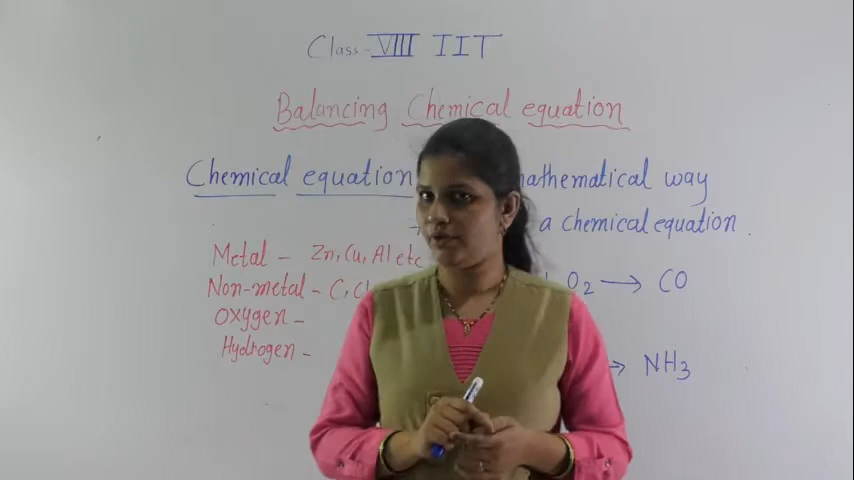 Class - VIII IIT
Balancing Chemical equation
Chemical equation mathematical way
a chemical equation.
Metal - Zn, Cu, Al etc
Non-metal - C, Cl
O2 → CO
Oxygen -
Hydrogen -
→ NH3